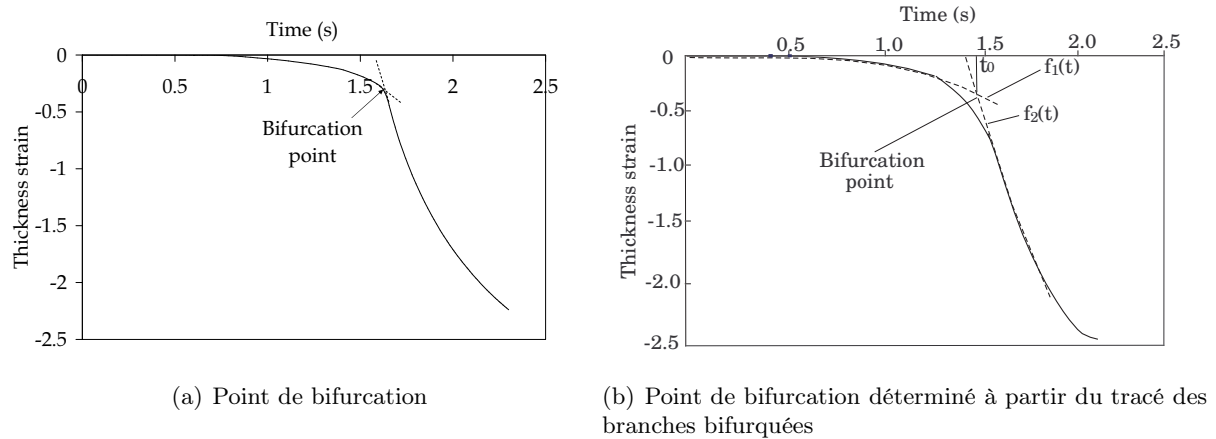 Time (s)
0
0 0.5 1 1.5 2 2.5
-0.5
-1
-1.5
-2
-2.5
Thickness strain
Bifurcation
point
(a) Point de bifurcation
Time (s)
0.5 1.0 1.5 2.0 2.5
0
-0.5
-1.0
-1.5
-2.0
-2.5
Thickness strain
t₀
f₁(t)
f₂(t)
Bifurcation
point
(b) Point de bifurcation déterminé à partir du tracé des
branches bifurquées